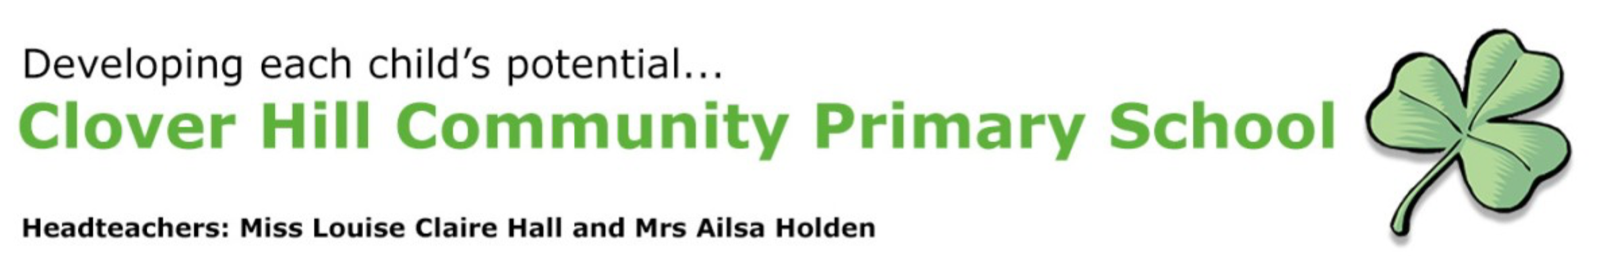 Developing each child’s potential...
Clover Hill Community Primary School
Headteachers: Miss Louise Claire Hall and Mrs Ailsa Holden